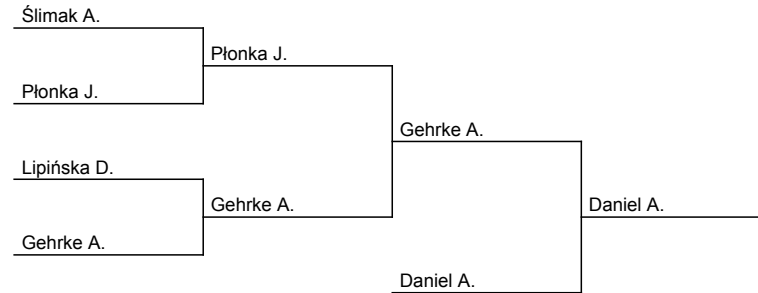 Ślimak A.
Płonka J.
Płonka J.
Gehrke A.
Lipińska D.
Gehrke A.
Daniel A.
Gehrke A.
Daniel A.